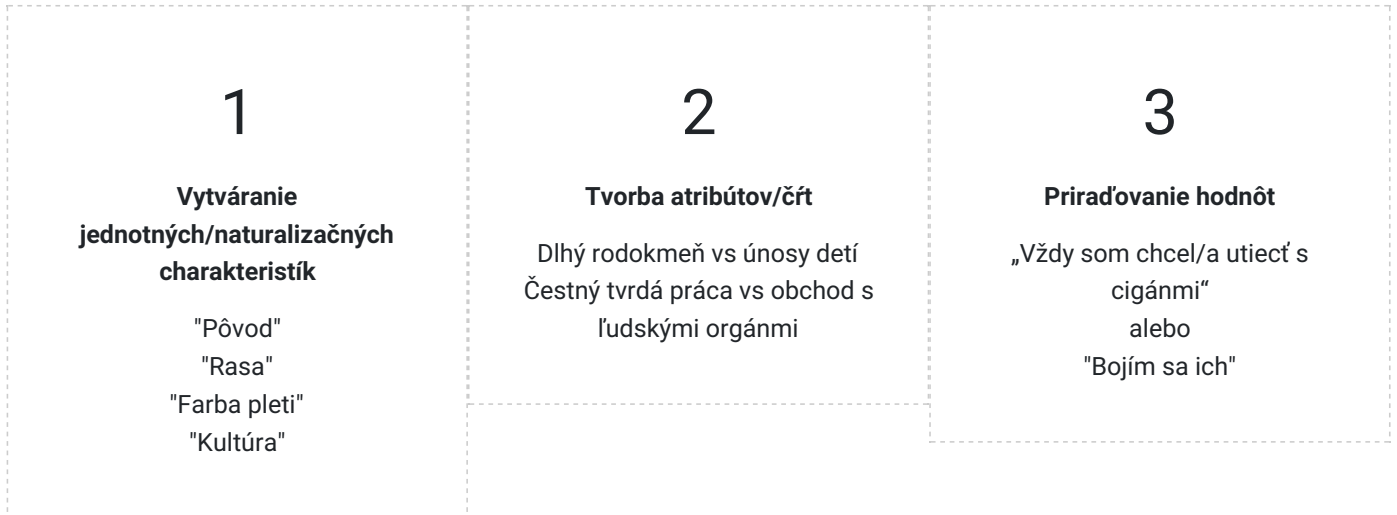 1
Vytváranie
jednotných/naturalizačných
charakteristík
"Pôvod"
"Rasa"
"Farba pleti"
"Kultúra"
2
Tvorba atribútov/čŕt
Dlhý rodokmeň vs únosy detí
Čestný tvrdá práca vs obchod s
ľudskými orgánmi
3
Priraďovanie hodnôt
„Vždy som chcel/a utiecť s
cigánmi“
alebo
"Bojím sa ich"